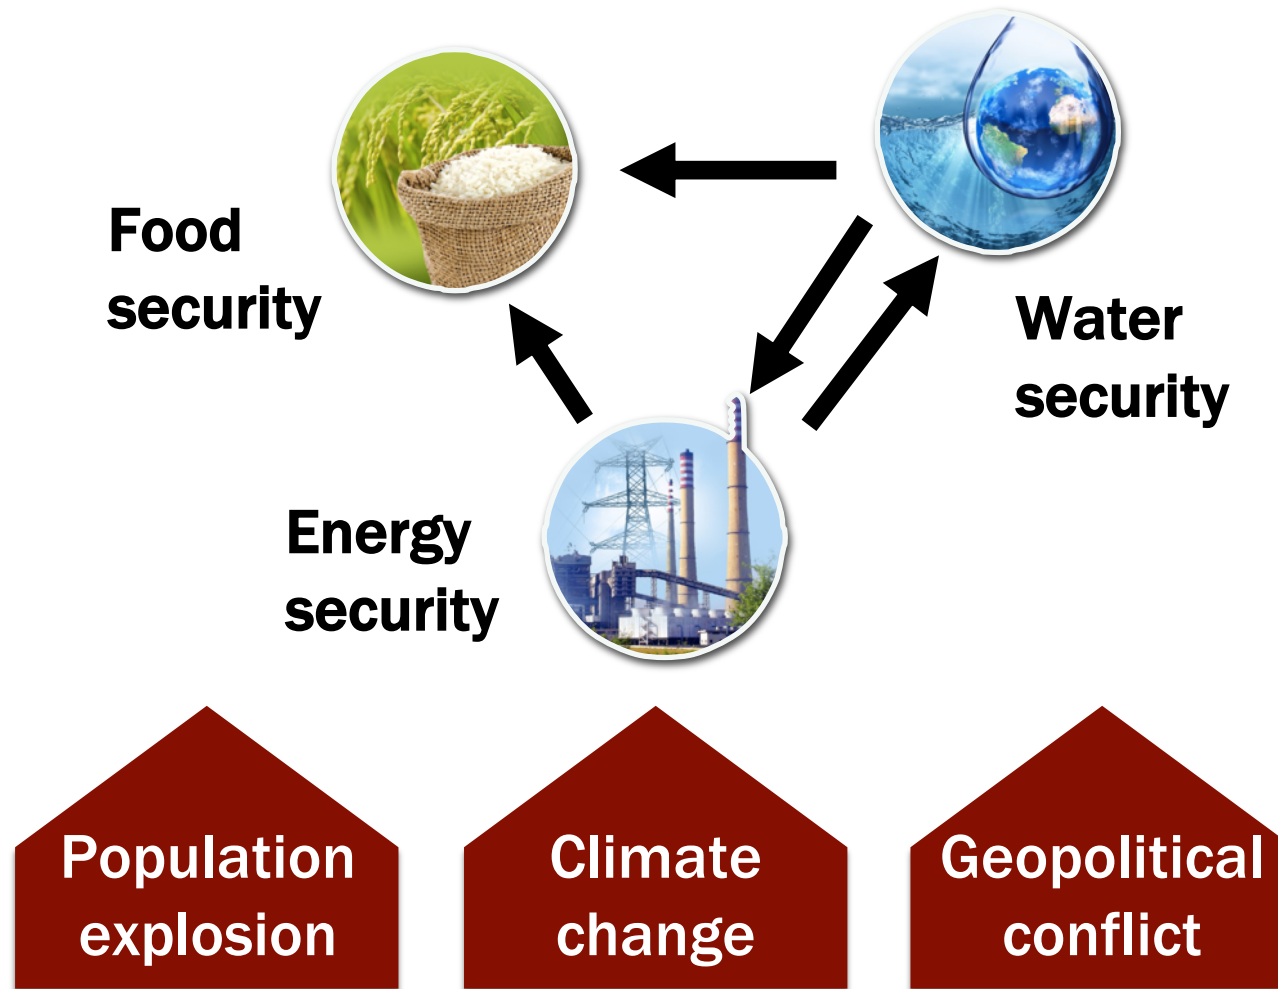 Food
security
Water
security
Energy
security
Population
explosion
Climate
change
Geopolitical
conflict